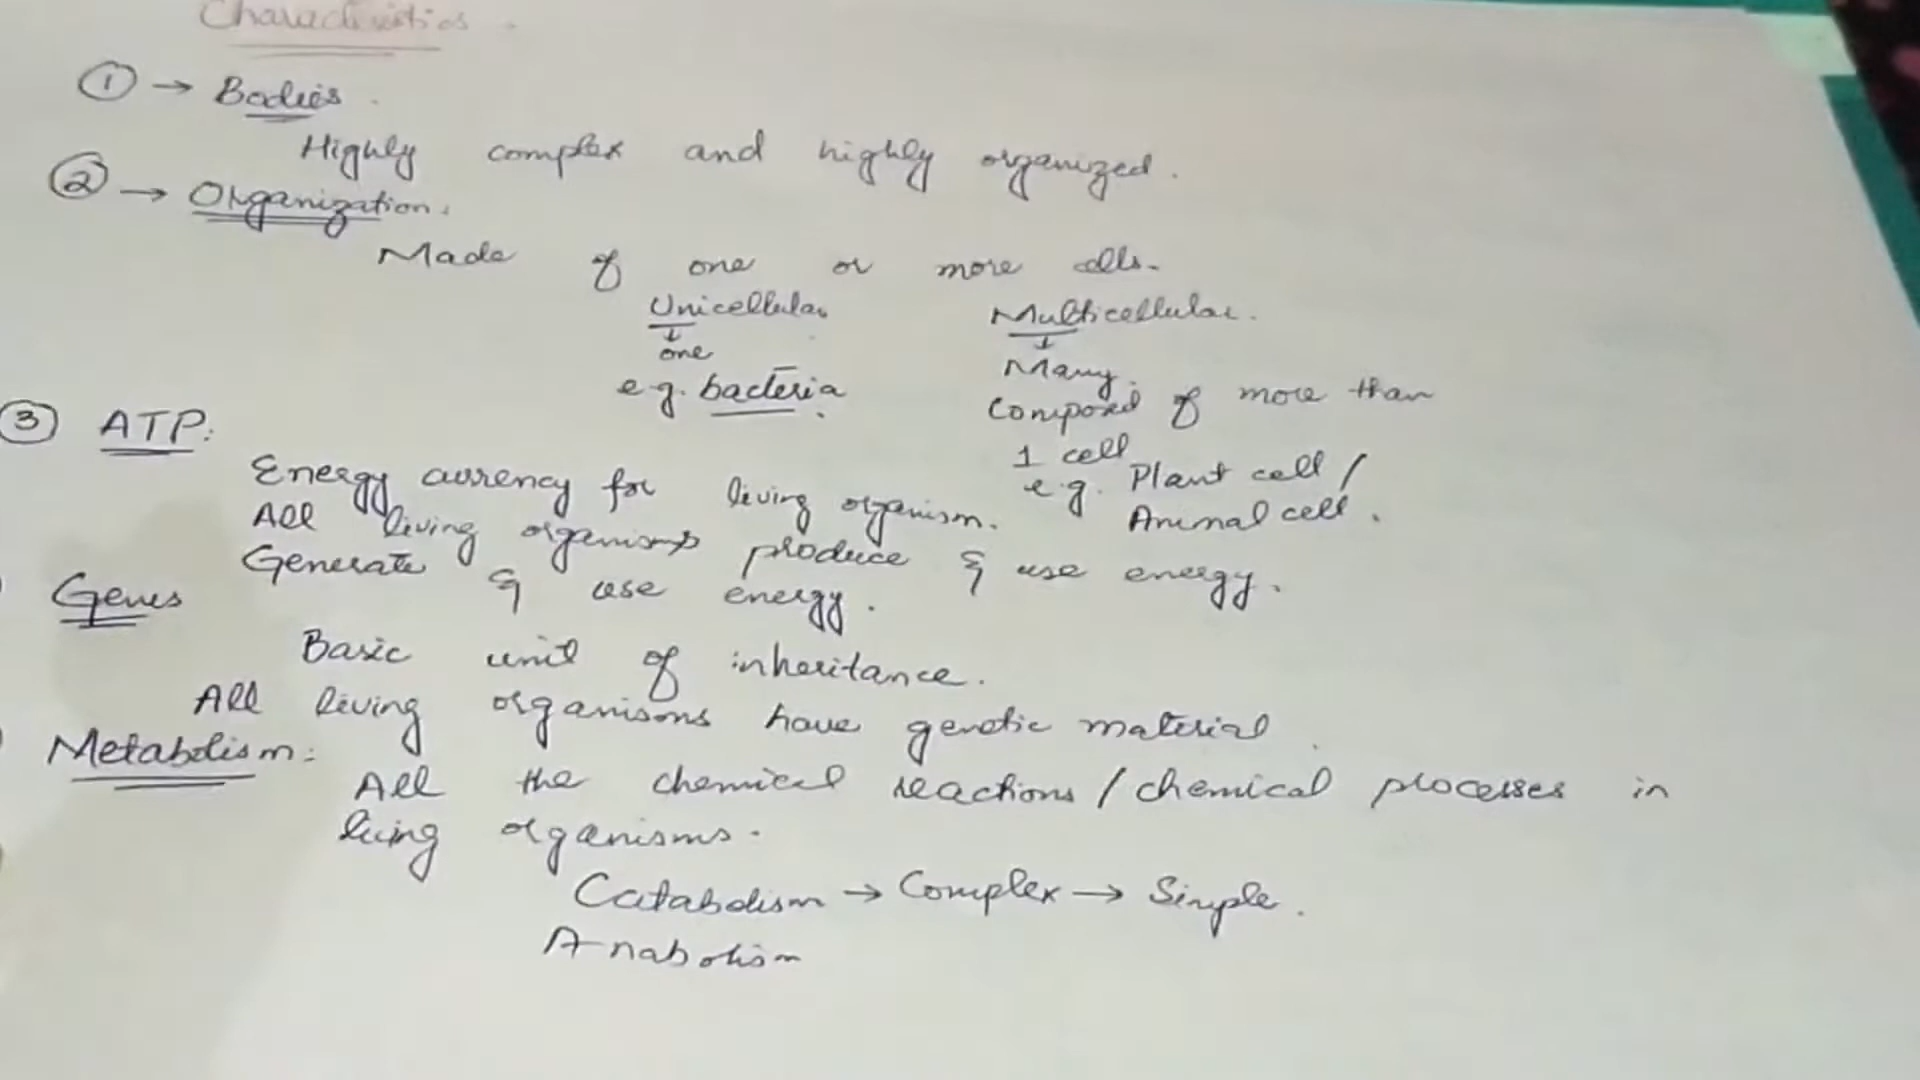 Characteristics
① → Bodies.
Highly complex and highly organized.
② → Organization:
Made of one or more cells.
Unicellular Multicellular.
↓ ↓
one Many.
e.g. bacteria Composed of more than
1 cell
e.g. Plant cell /
Animal cell.
③ ATP:
Energy currency for living organism.
All living organisms produce & use energy.
Generate & use energy.
Genes
Basic unit of inheritance.
All living organisms have genetic material.
Metabolism:
All the chemical reactions / chemical processes in
living organisms.
Catabolism → Complex → Simple.
Anabolism